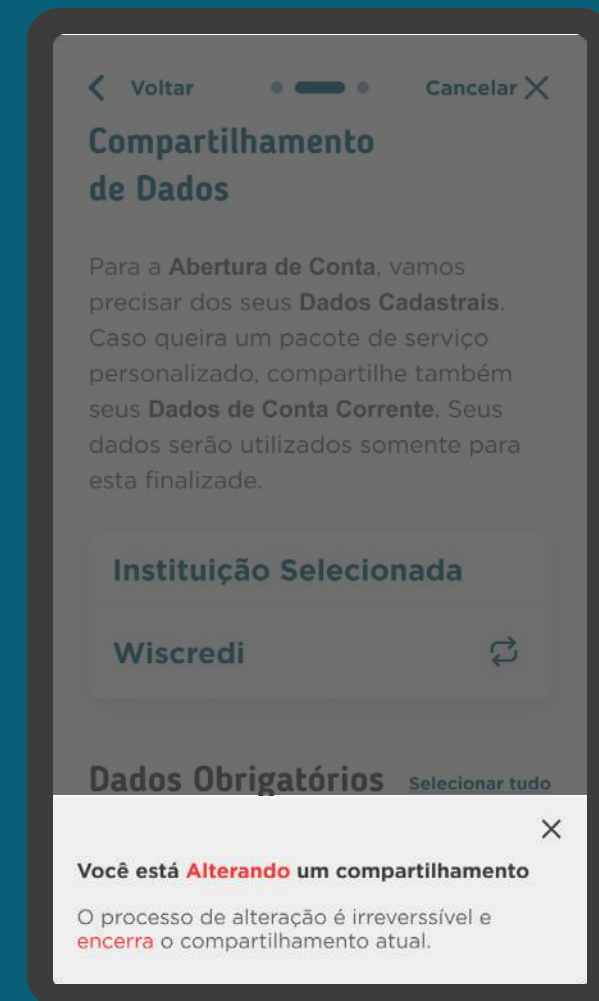 Voltar Cancelar
Compartilhamento
de Dados
Para a Abertura de Conta, vamos
precisar dos seus Dados Cadastrais.
Caso queira um pacote de serviço
personalizado, compartilhe também
seus Dados de Conta Corrente. Seus
dados serão utilizados somente para
esta finalizade.
Instituição Selecionada
Wiscredi
Dados Obrigatórios Selecionar tudo
Você está Alterando um compartilhamento
O processo de alteração é irreverssível e
encerra o compartilhamento atual.